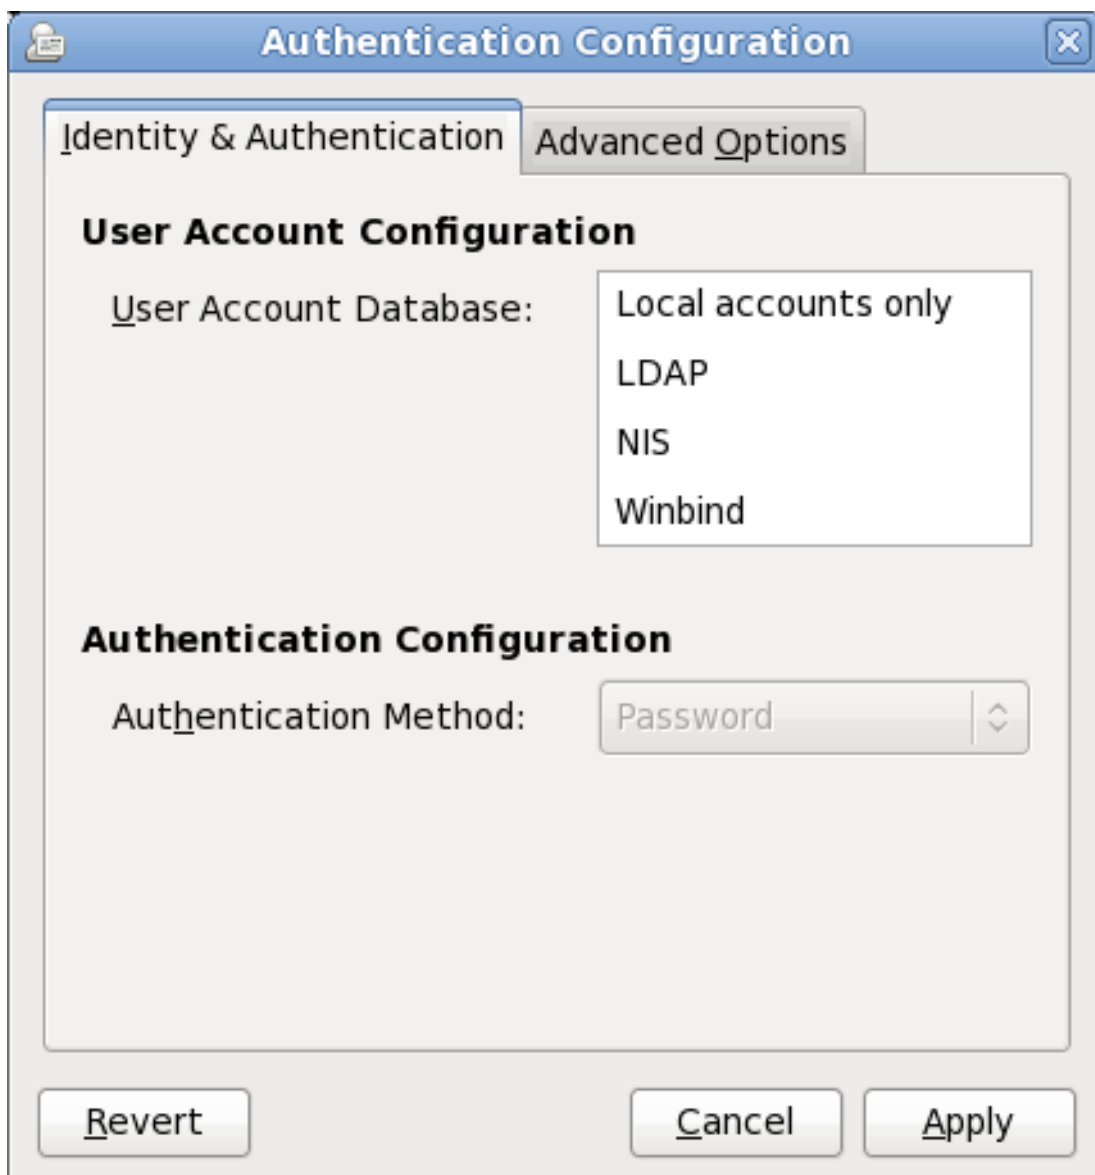 Authentication Configuration
Identity & Authentication
Advanced Options
User Account Configuration
User Account Database:
Local accounts only
LDAP
NIS
Winbind
Authentication Configuration
Authentication Method:
Password
Revert
Cancel
Apply